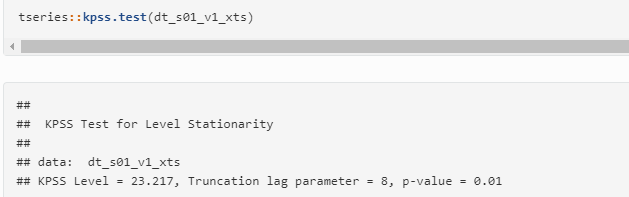 tseries::kpss.test(dt_s01_v1_xts)
##
##  KPSS Test for Level Stationarity
##
## data:  dt_s01_v1_xts
## KPSS Level = 23.217, Truncation lag parameter = 8, p-value = 0.01